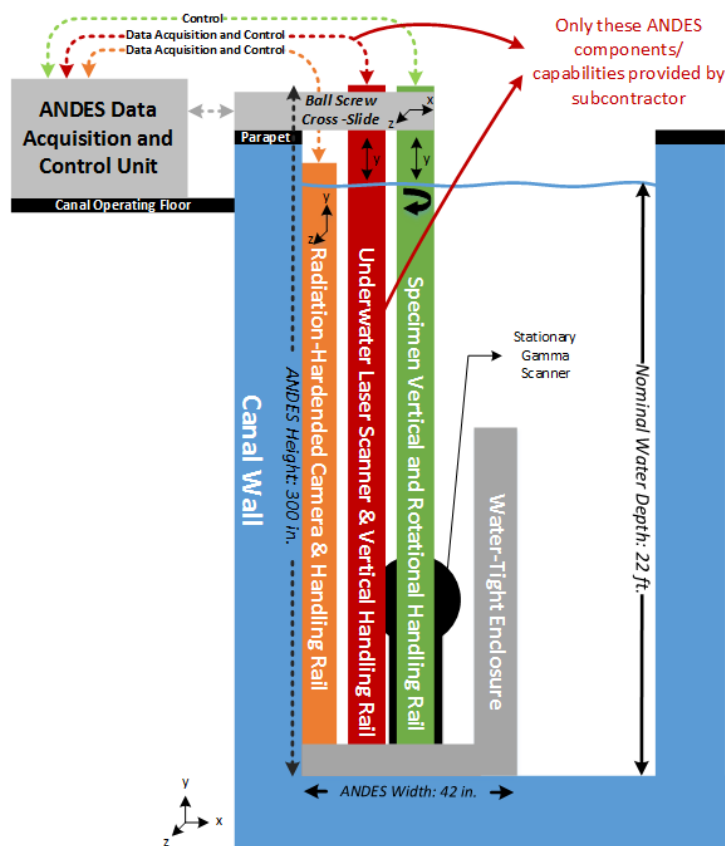 Control
Data Acquisition and Control
Data Acquisition and Control
Only these ANDES
components/
capabilities provided by
subcontractor
ANDES Data
Acquisition and
Control Unit
Ball Screw
Cross -Slide
x
z
Parapet
y
y
Canal Operating Floor
y
z
Radiation-Hardended Camera & Handling Rail
Underwater Laser Scanner & Vertical Handling Rail
Specimen Vertical and Rotational Handling Rail
Stationary
Gamma
Scanner
Canal Wall
ANDES Height: 300 in.
Nominal Water Depth: 22 ft.
Water-Tight Enclosure
ANDES Width: 42 in.
y
x
z